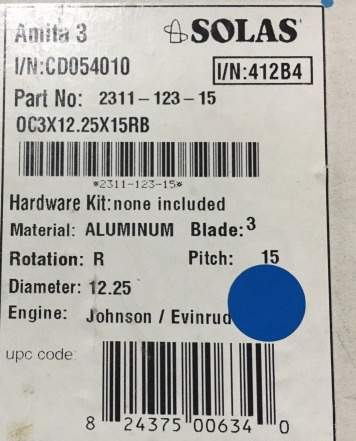 Amita 3 SOLAS
I/N:CD054010 I/N:412B4
Part No: 2311-123-15
OC3X12.25X15RB
*2311-123-15*
Hardware Kit:none included
Material: ALUMINUM Blade:3
Rotation: R Pitch: 15
Diameter: 12.25
Engine: Johnson /
upc code
8 24375 00634 0